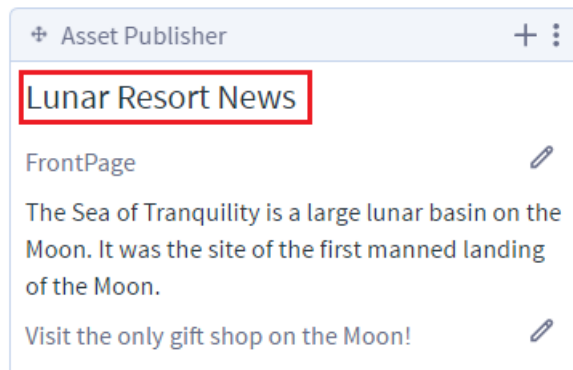 Asset Publisher
Lunar Resort News
FrontPage
The Sea of Tranquility is a large lunar basin on the
Moon. It was the site of the first manned landing
of the Moon.
Visit the only gift shop on the Moon!